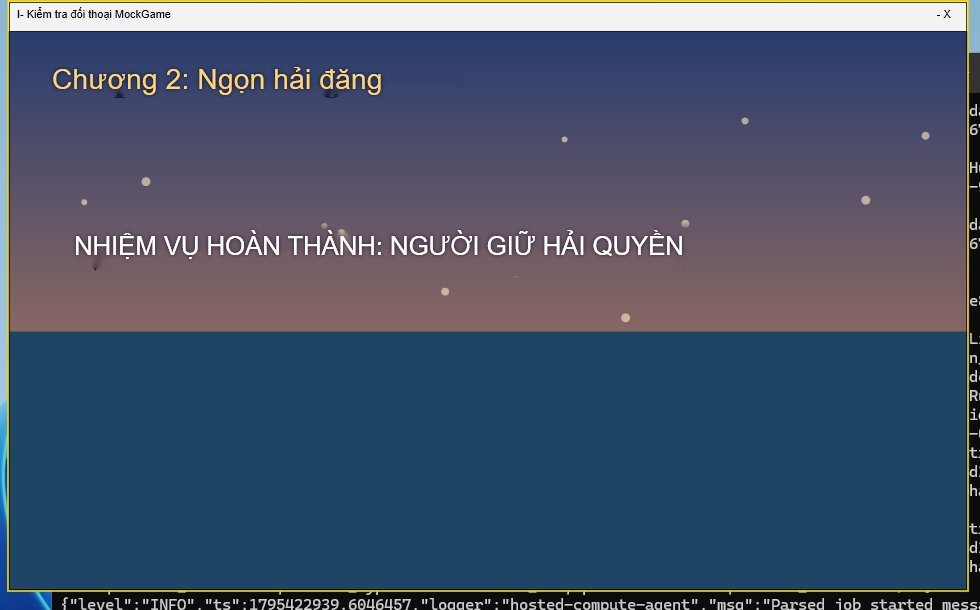 I- Kiểm tra đối thoại MockGame
- X
Chương 2: Ngọn hải đăng
NHIỆM VỤ HOÀN THÀNH: NGƯỜI GIỮ HẢI QUYỀN
{"level":"INFO","ts":1795422939.6046457,"logger":"hosted-compute-agent","msg":"Parsed job started mes